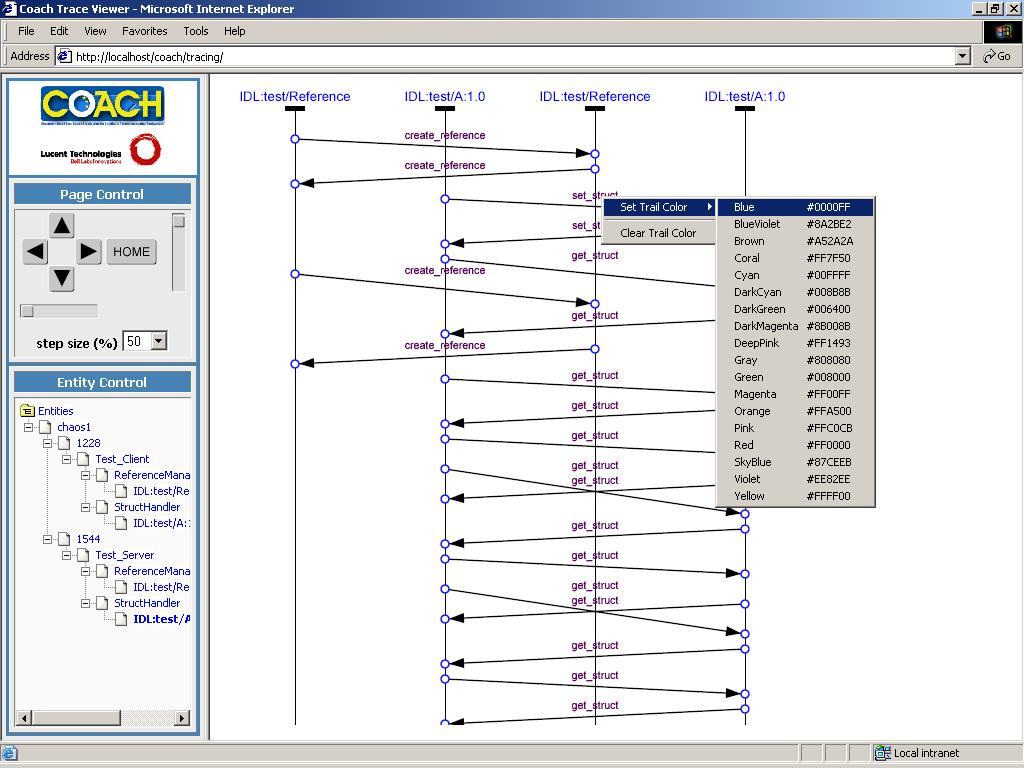 Coach Trace Viewer - Microsoft Internet Explorer
File Edit View Favorites Tools Help
Address http://localhost/coach/tracing/ Go
COACH
Lucent Technologies
Bell Labs Innovations
Page Control
HOME
step size (%) 50
Entity Control
Entities
chaos1
1228
Test_Client
ReferenceMana
IDL:test/Re
StructHandler
IDL:test/A:1
1544
Test_Server
ReferenceMana
IDL:test/Re
StructHandler
IDL:test/A
IDL:test/Reference IDL:test/A:1.0 IDL:test/Reference IDL:test/A:1.0
create_reference
create_reference
set_struct
set_st
get_struct
create_reference
get_struct
create_reference
get_struct
get_struct
get_struct
get_struct
get_struct
get_struct
get_struct
get_struct
get_struct
get_struct
get_struct
get_struct
Set Trail Color
Clear Trail Color
Blue #0000FF
BlueViolet #8A2BE2
Brown #A52A2A
Coral #FF7F50
Cyan #00FFFF
DarkCyan #008B8B
DarkGreen #006400
DarkMagenta #8B008B
DeepPink #FF1493
Gray #808080
Green #008000
Magenta #FF00FF
Orange #FFA500
Pink #FFC0CB
Red #FF0000
SkyBlue #87CEEB
Violet #EE82EE
Yellow #FFFF00
Local intranet